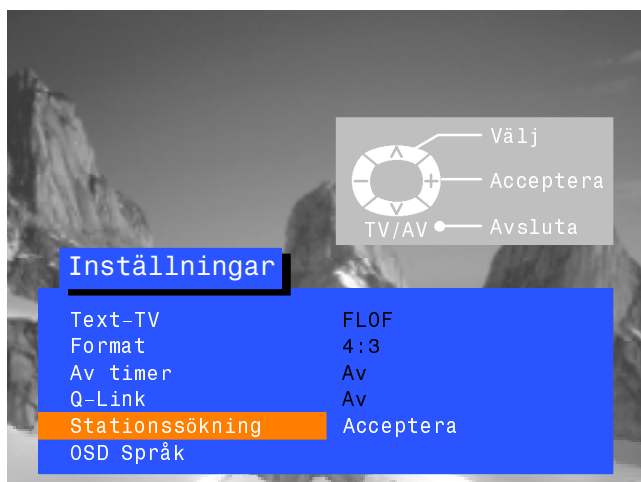 Välj
Acceptera
TV/AV Avsluta
Inställningar
Text-TV FLOF
Format 4:3
Av timer Av
Q-Link Av
Stationssökning Acceptera
OSD Språk